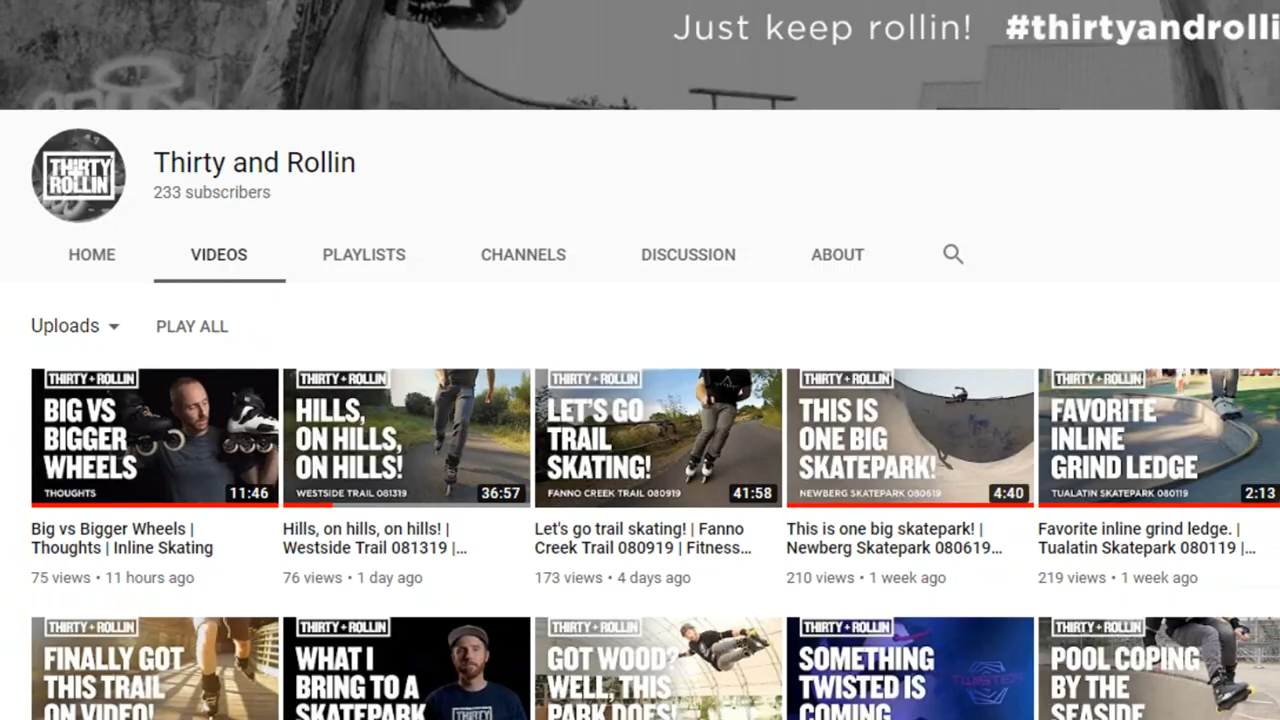 Just keep rollin! #thirtyandrolli
THIRTY
ROLLIN
Thirty and Rollin
233 subscribers
HOME VIDEOS PLAYLISTS CHANNELS DISCUSSION ABOUT
Uploads PLAY ALL
THIRTY+ROLLIN
BIG VS
BIGGER
WHEELS
THOUGHTS
11:46
Big vs Bigger Wheels |
Thoughts | Inline Skating
75 views • 11 hours ago
THIRTY+ROLLIN
HILLS,
ON HILLS,
ON HILLS!
WESTSIDE TRAIL 081319
36:57
Hills, on hills, on hills! |
Westside Trail 081319 |...
76 views • 1 day ago
THIRTY+ROLLIN
LET'S GO
TRAIL
SKATING!
FANNO CREEK TRAIL 080919
41:58
Let's go trail skating! | Fanno
Creek Trail 080919 | Fitness...
173 views • 4 days ago
THIRTY+ROLLIN
THIS IS
ONE BIG
SKATEPARK!
NEWBERG SKATEPARK 080619
4:40
This is one big skatepark! |
Newberg Skatepark 080619...
210 views • 1 week ago
THIRTY+ROLLIN
FAVORITE
INLINE
GRIND LEDGE
TUALATIN SKATEPARK 080119
2:13
Favorite inline grind ledge. |
Tualatin Skatepark 080119 |...
219 views • 1 week ago
THIRTY+ROLLIN
FINALLY GOT
THIS TRAIL
ON VIDEO!
THIRTY+ROLLIN
WHAT I
BRING TO A
SKATEPARK
THIRTY
THIRTY+ROLLIN
GOT WOOD?
WELL, THIS
PARK DOES!
THIRTY+ROLLIN
SOMETHING
TWISTED IS
COMING
TWISTED
THIRTY+ROLLIN
POOL COPING
BY THE
SEASIDE